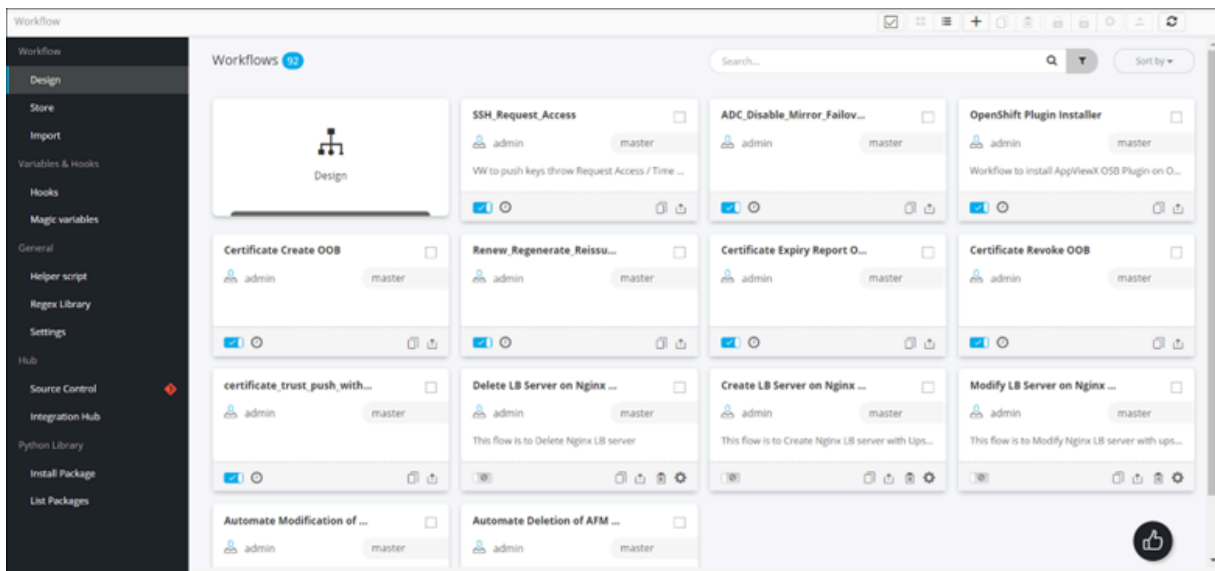 Workflow
Workflow
Design
Store
Import
Variables & Hooks
Hooks
Magic variables
General
Helper script
Regex Library
Settings
Hub
Source Control
Integration Hub
Python Library
Install Package
List Packages
Workflows 92
Search...
Sort by
Design
SSH_Request_Access
admin master
VW to push keys throw Request Access / Time ...
ADC_Disable_Mirror_Failov...
admin master
OpenShift Plugin Installer
admin master
Workflow to install AppViewX OSB Plugin on O...
Certificate Create OOB
admin master
Renew_Regenerate_Reissu...
admin master
Certificate Expiry Report O...
admin master
Certificate Revoke OOB
admin master
certificate_trust_push_with...
admin master
Delete LB Server on Nginx ...
admin master
This flow is to Delete Nginx LB server
Create LB Server on Nginx ...
admin master
This flow is to Create Nginx LB server with Ups...
Modify LB Server on Nginx ...
admin master
This flow is to Modify Nginx LB server with ups...
Automate Modification of ...
admin master
Automate Deletion of AFM ...
admin master